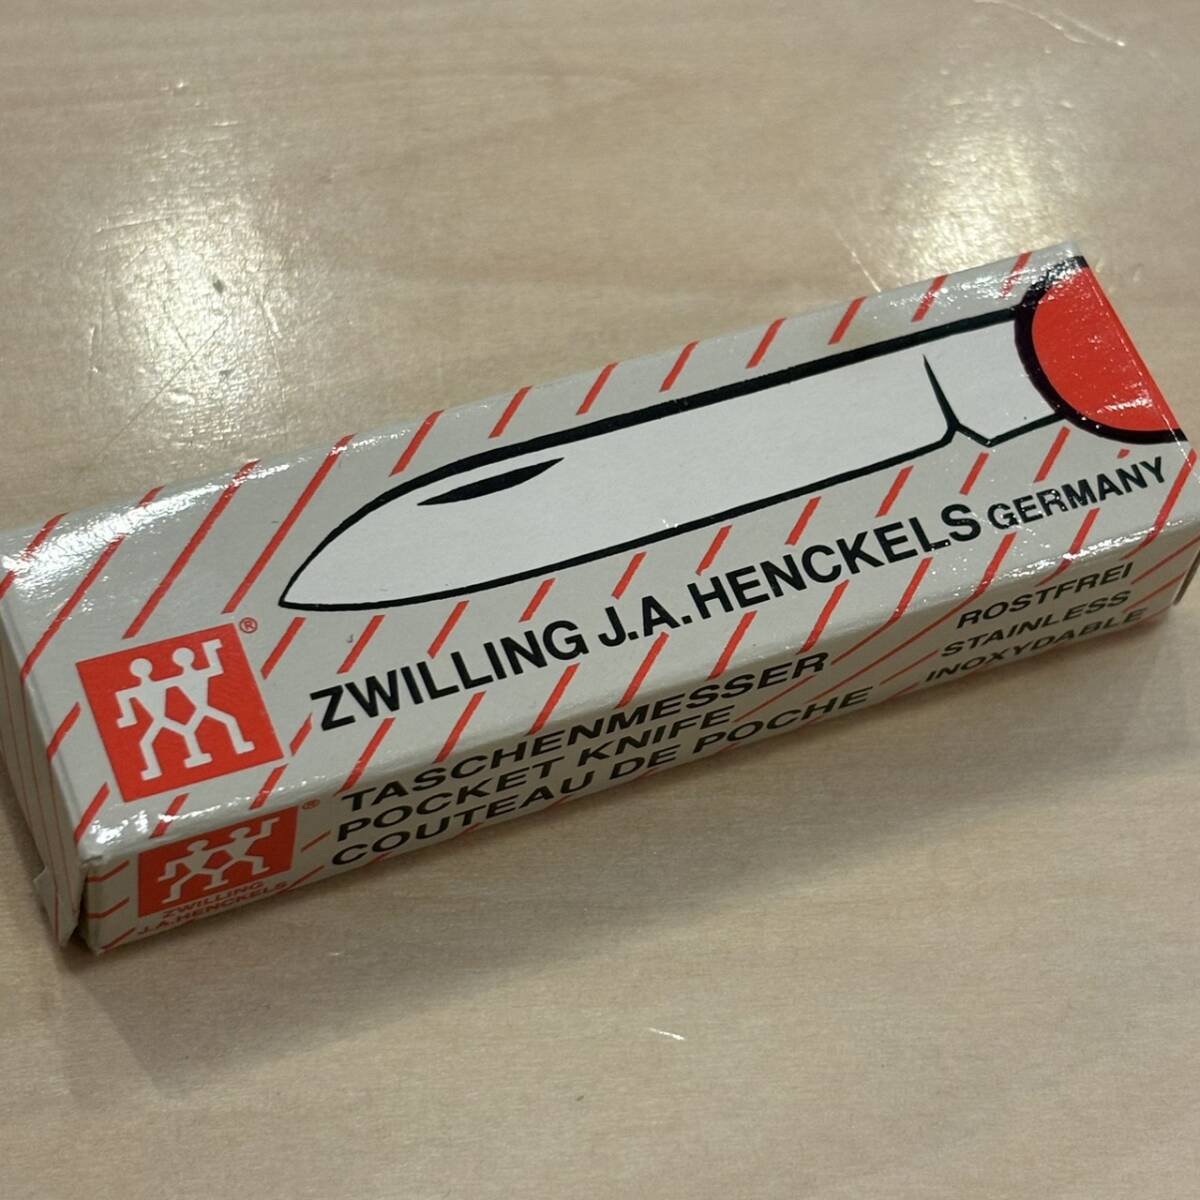 ®
ZWILLING J.A. HENCKELS GERMANY
®
ZWILLING
J.A. HENCKELS
TASCHENMESSER
POCKET KNIFE
COUTEAU DE POCHE
ROSTFREI
STAINLESS
INOXYDABLE